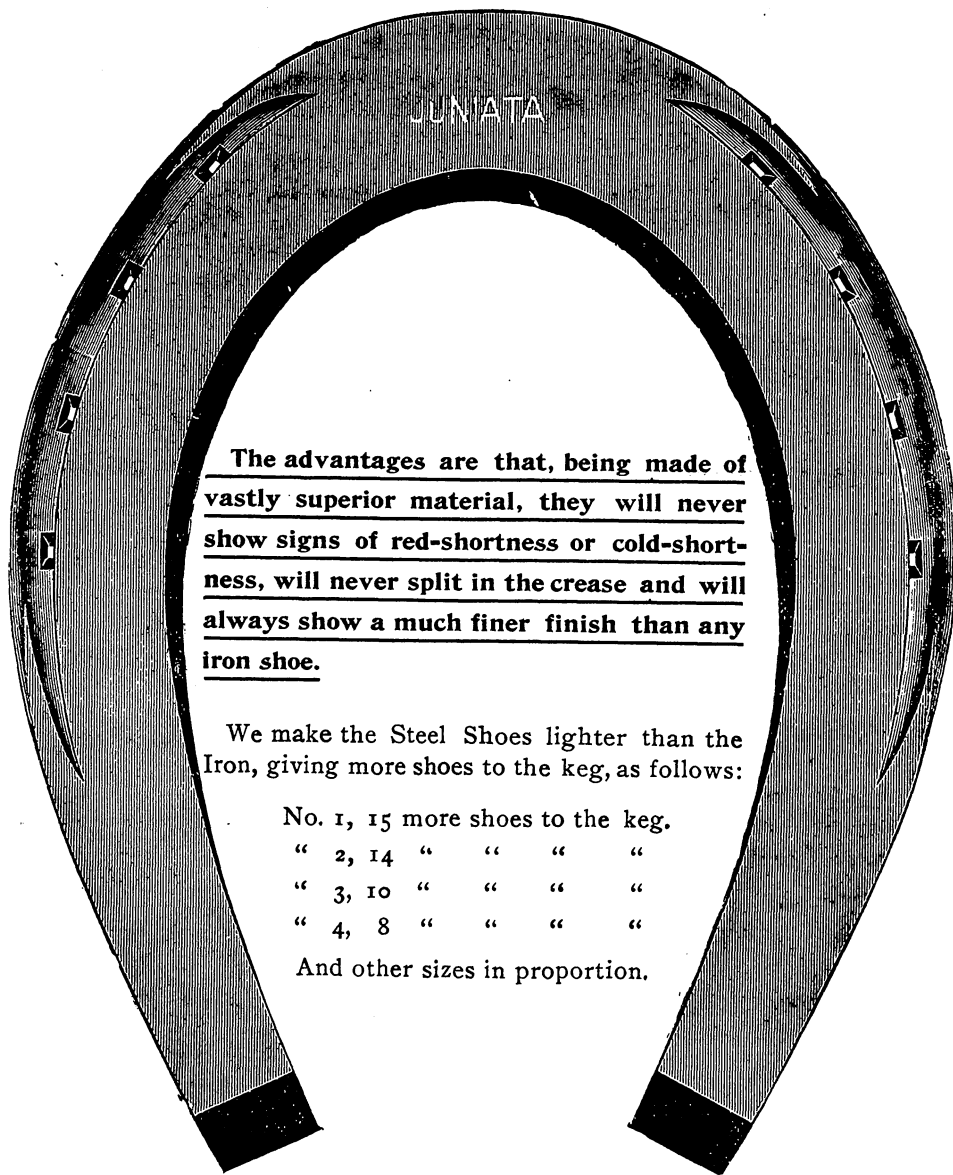 JUNIATA
The advantages are that, being made of
vastly superior material, they will never
show signs of red-shortness or cold-short-
ness, will never split in the crease and will
always show a much finer finish than any
iron shoe.
We make the Steel Shoes lighter than the
Iron, giving more shoes to the keg, as follows:
No. 1, 15 more shoes to the keg.
“ 2, 14 “ “ “ “
“ 3, 10 “ “ “ “
“ 4, 8 “ “ “ “
And other sizes in proportion.